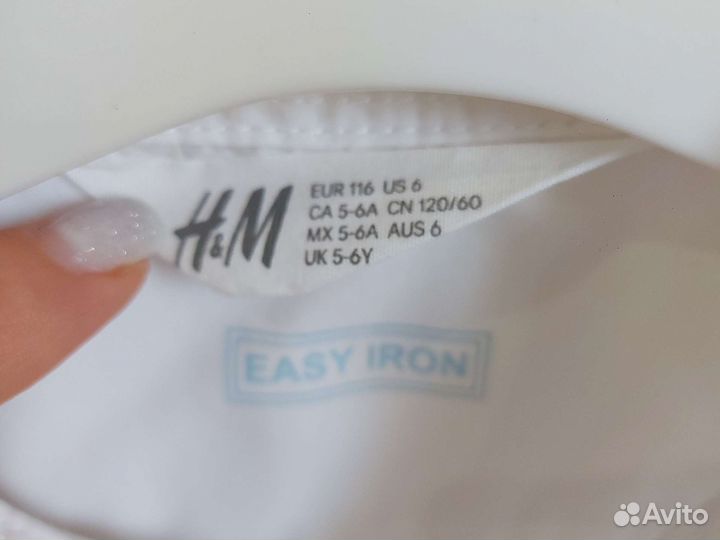 H&M
EUR 116 US 6
CA 5-6A CN 120/60
MX 5-6A AUS 6
UK 5-6Y
EASY IRON
Avito